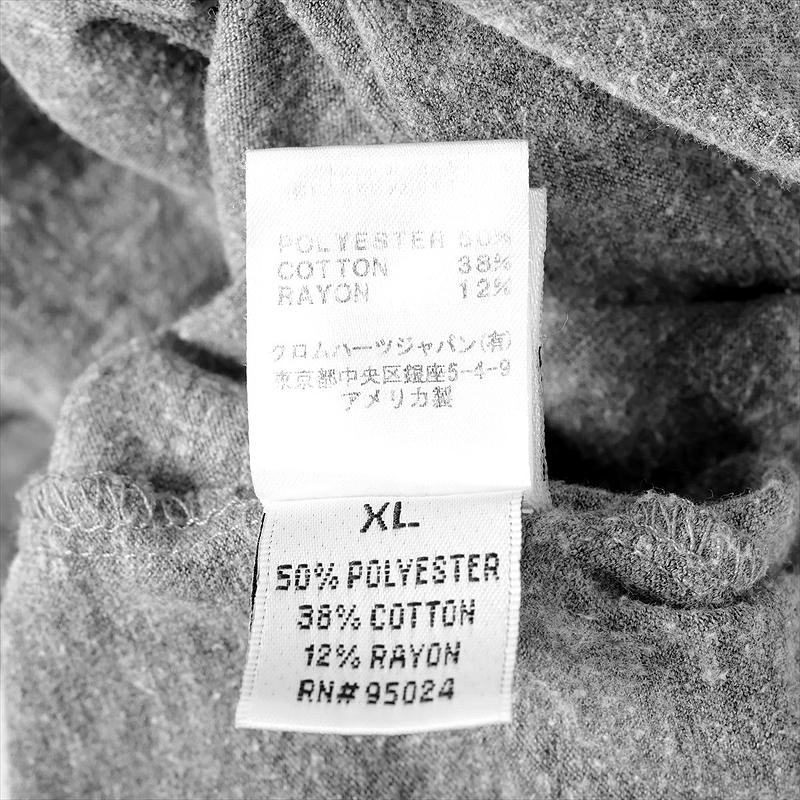 POLYESTER 50%
COTTON 38%
RAYON 12%
クロムハーツジャパン(有)
東京都中央区銀座5-4-9
アメリカ製
XL
50% POLYESTER
38% COTTON
12% RAYON
RN# 95024